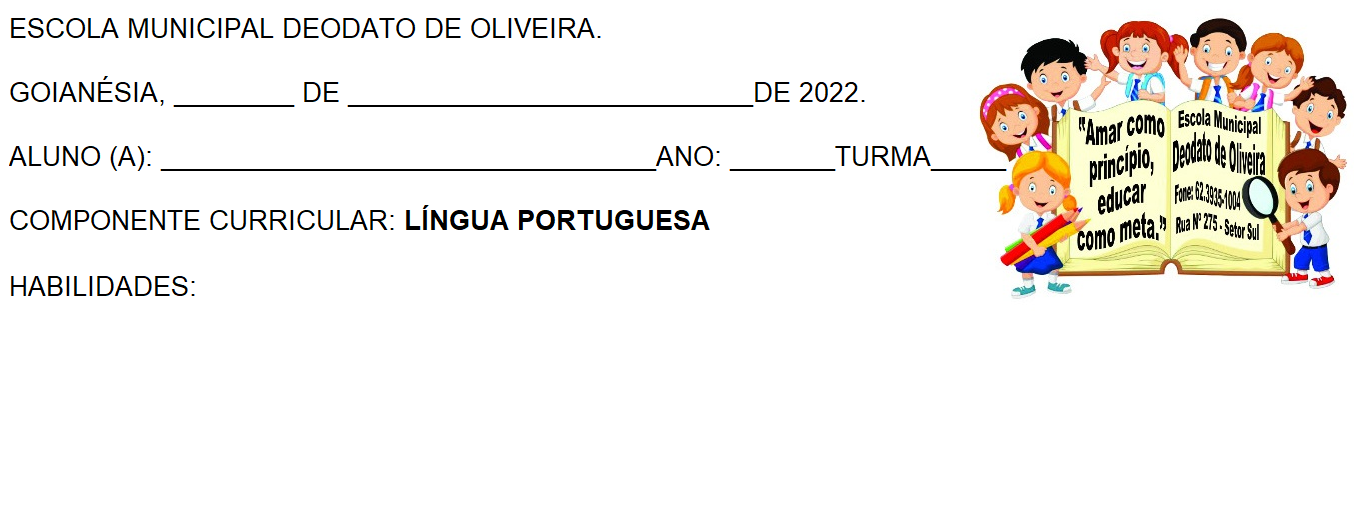 ESCOLA MUNICIPAL DEODATO DE OLIVEIRA.
GOIANÉSIA, ________ DE ___________________________DE 2022.
ALUNO (A): _________________________________ANO: _______TURMA_____
COMPONENTE CURRICULAR: LÍNGUA PORTUGUESA
HABILIDADES:
"Amar como
princípio,
educar
como meta."
Escola Municipal
Deodato de Oliveira
Fone: 62.3935-1004
Rua Nº 275 - Setor Sul